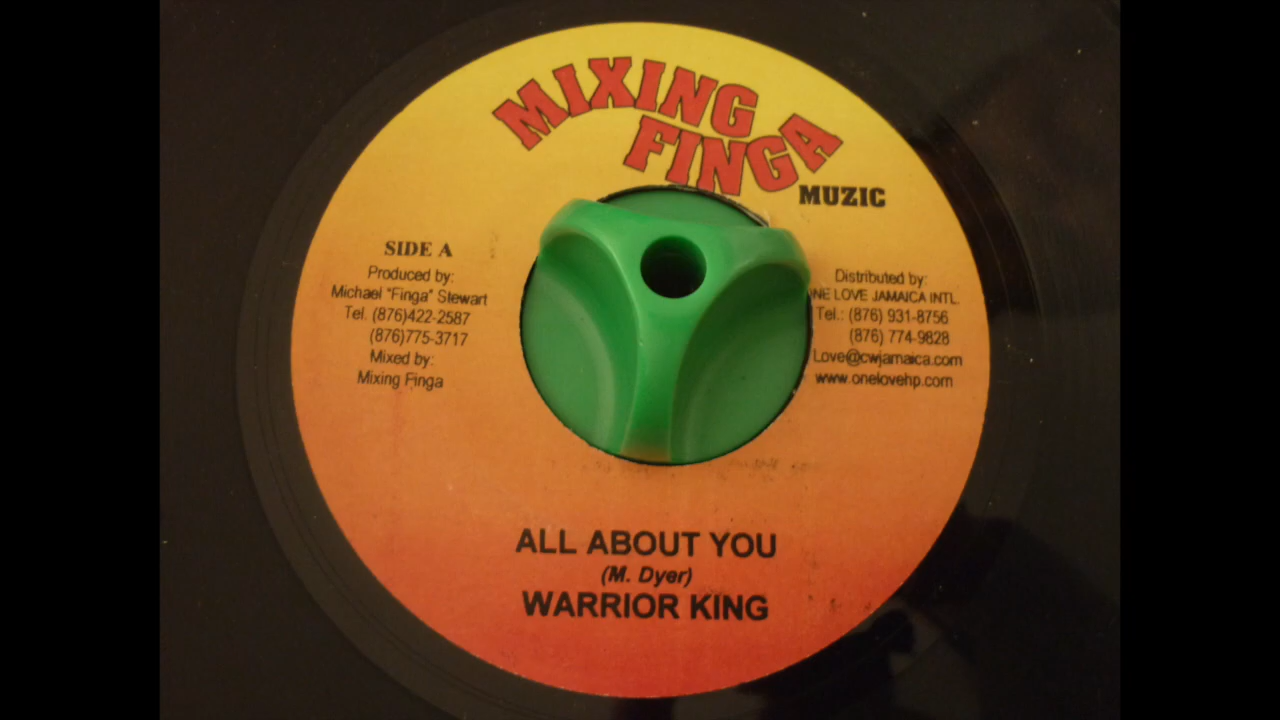 MIXING
FINGA
MUZIC
SIDE A
Produced by:
Michael "Finga" Stewart
Tel. (876)422-2587
(876)775-3717
Mixed by:
Mixing Finga
Distributed by:
NE LOVE JAMAICA INTL.
Tel.: (876) 931-8756
(876) 774-9828
Love@cwjamaica.com
www.onelovehp.com
ALL ABOUT YOU
(M. Dyer)
WARRIOR KING